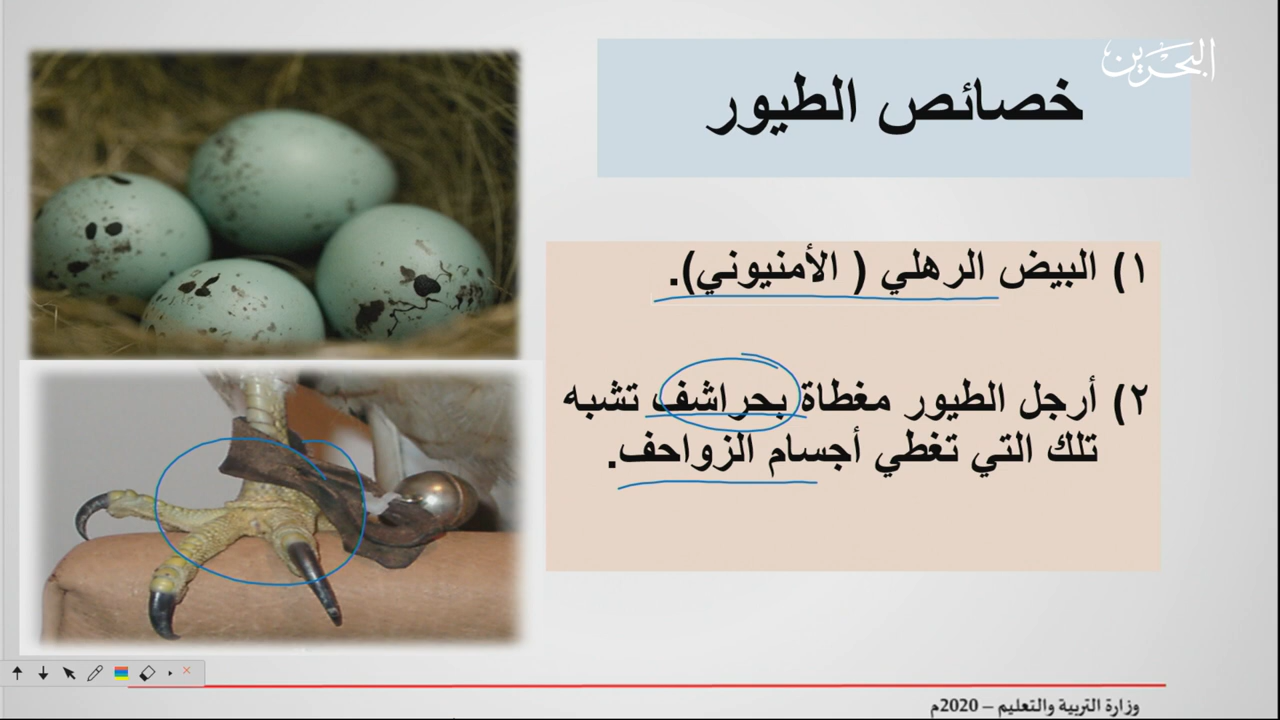 البحرين
خصائص الطيور
١) البيض الرهلي ( الأمنيوني).
٢) أرجل الطيور مغطاة بحراشف تشبه
تلك التي تغطي أجسام الزواحف.
وزارة التربية والتعليم – 2020م